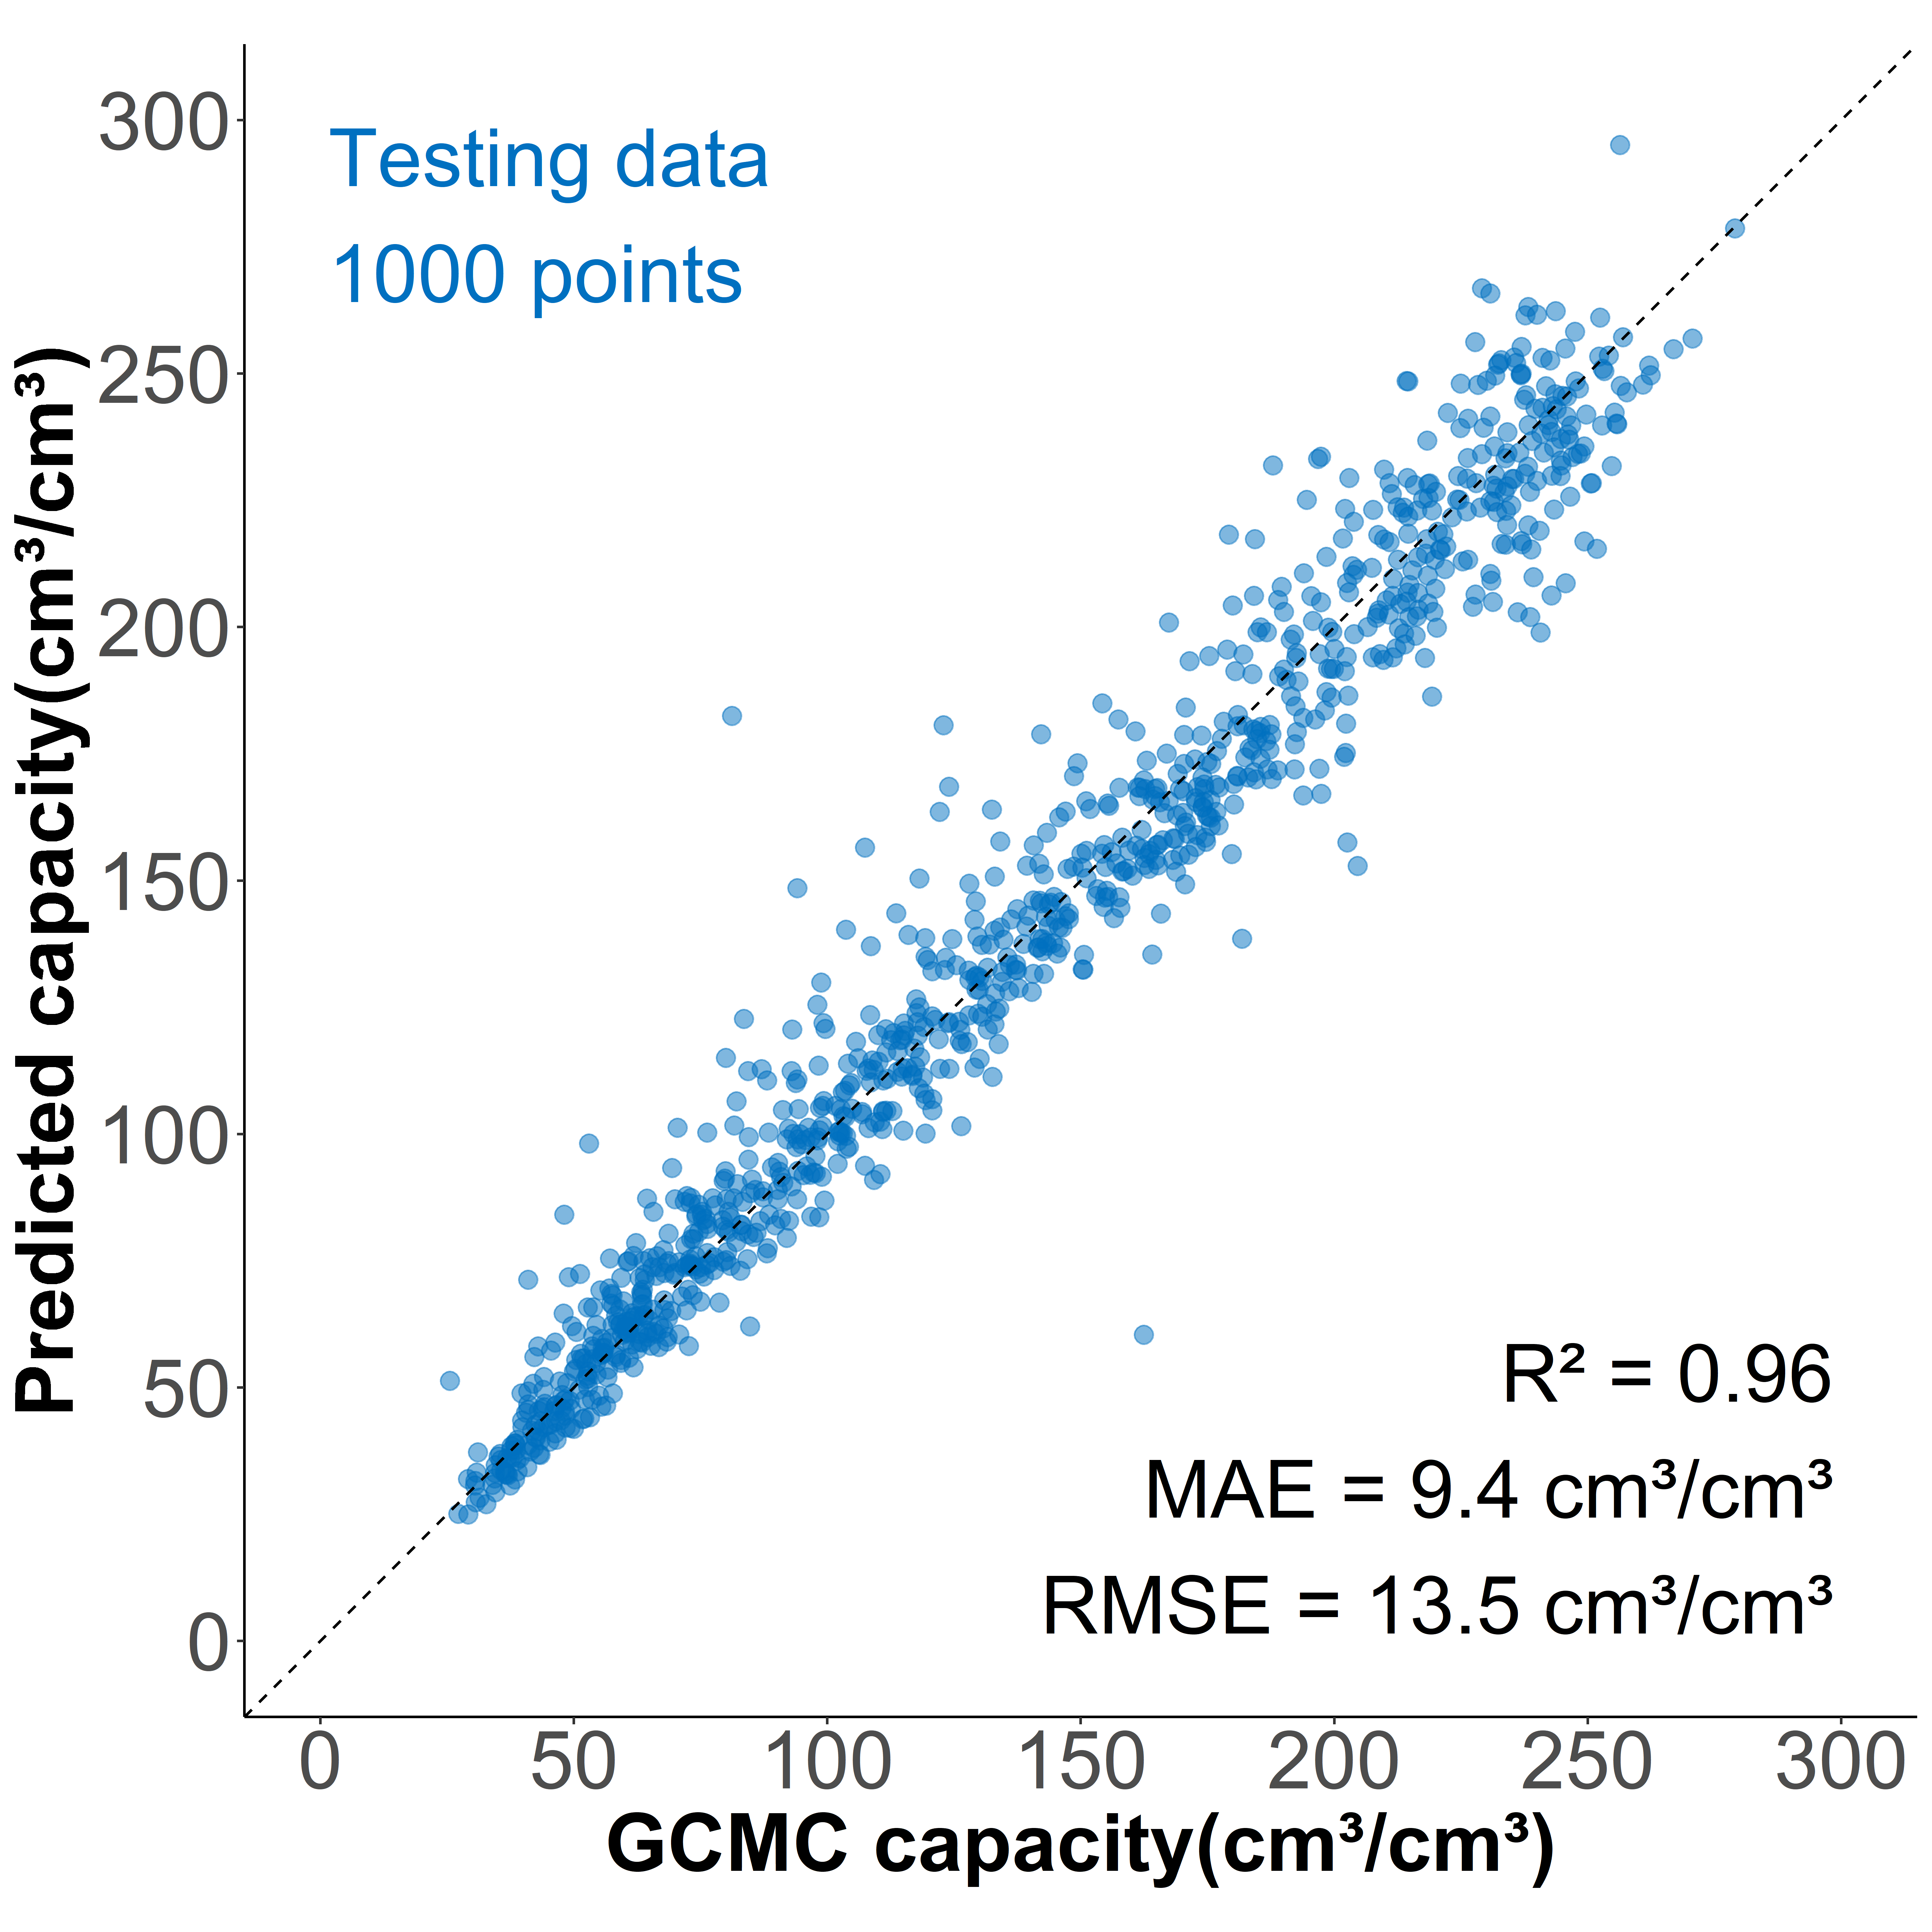 Predicted capacity(cm³/cm³)
300
250
200
150
100
50
0
Testing data
1000 points
R² = 0.96
MAE = 9.4 cm³/cm³
RMSE = 13.5 cm³/cm³
0 50 100 150 200 250 300
GCMC capacity(cm³/cm³)